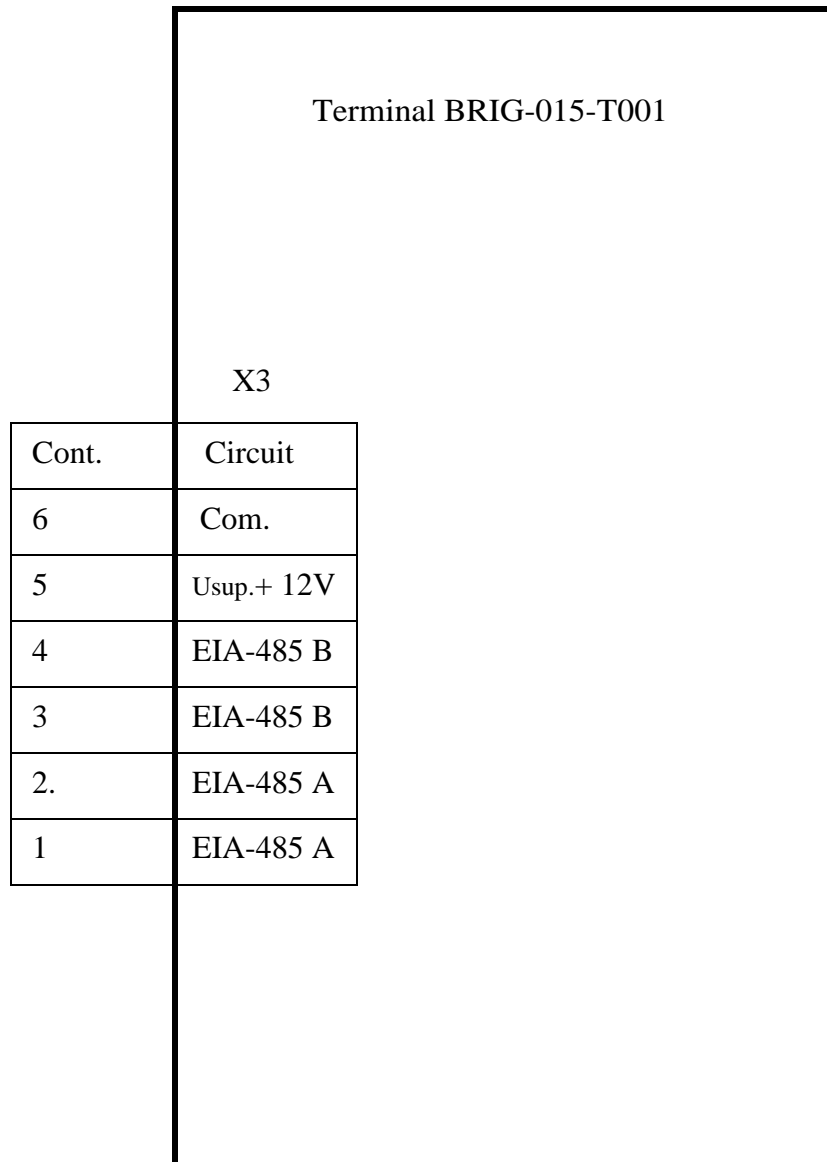 Terminal BRIG-015-T001
X3
Cont. Circuit
6 Com.
5 Usup.+ 12V
4 EIA-485 B
3 EIA-485 B
2. EIA-485 A
1 EIA-485 A